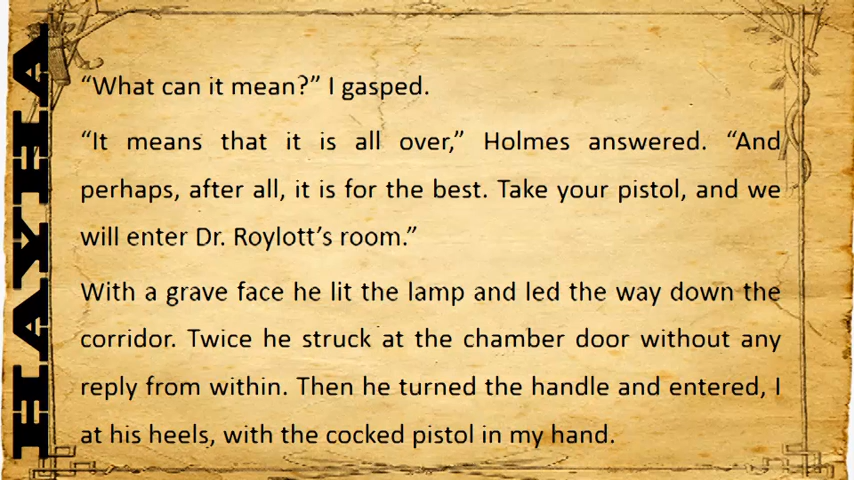 HAYHA
“What can it mean?” I gasped.
“It means that it is all over,” Holmes answered. “And
perhaps, after all, it is for the best. Take your pistol, and we
will enter Dr. Roylott’s room.”
With a grave face he lit the lamp and led the way down the
corridor. Twice he struck at the chamber door without any
reply from within. Then he turned the handle and entered, I
at his heels, with the cocked pistol in my hand.